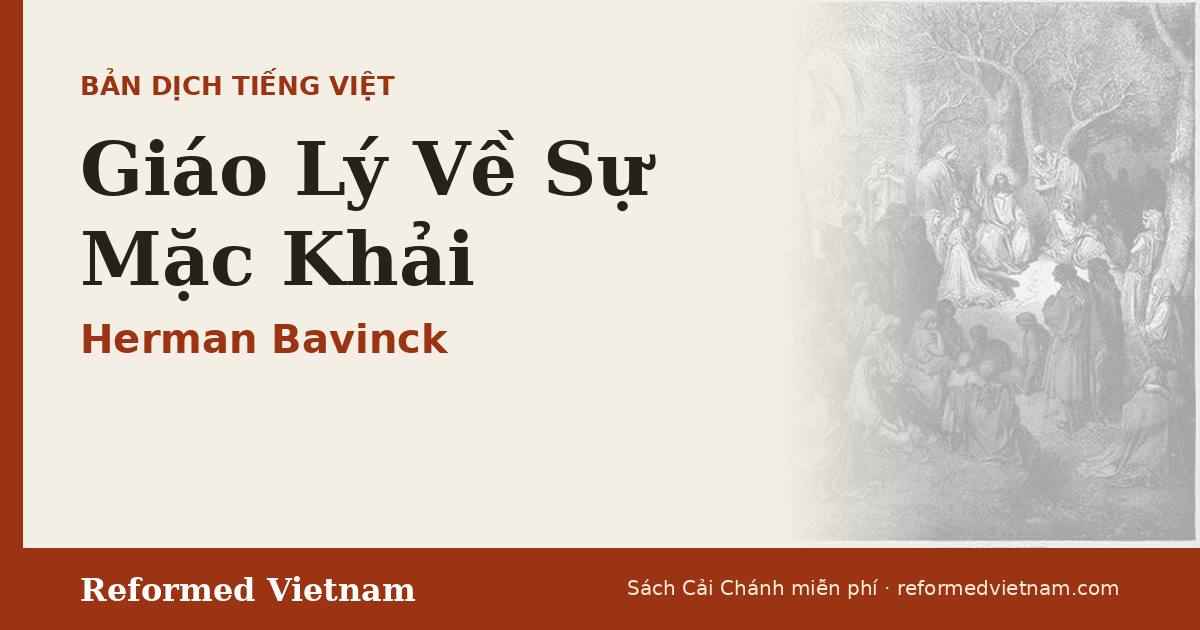 BẢN DỊCH TIẾNG VIỆT
Giáo Lý Về Sự
Mặc Khải
Herman Bavinck
Reformed Vietnam
Sách Cải Chánh miễn phí · reformedvietnam.com